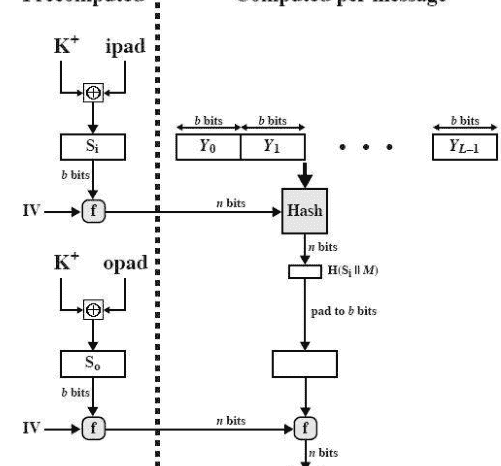 Precomputed Computed per message
K+ ipad
b bits b bits b bits
Si Y0 Y1 • • • YL–1
b bits
IV f n bits Hash
n bits
K+ opad H(Si || M)
pad to b bits
So
b bits
IV f n bits f
n bits